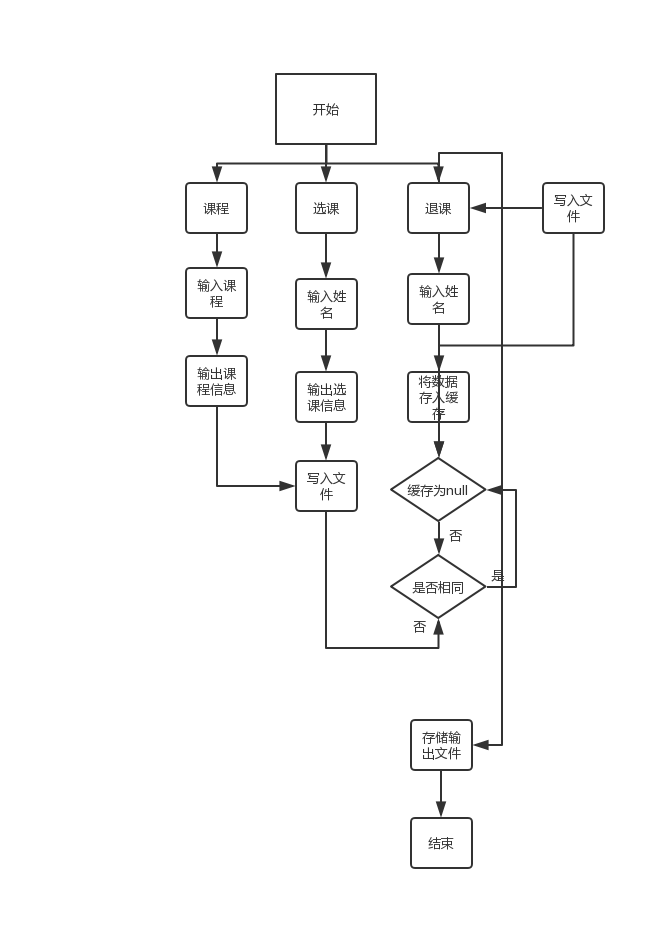 开始
课程
选课
退课
写入文
件
输入课
程
输入姓
名
输入姓
名
输出课
程信息
输出选
课信息
将数据
存入缓
存
写入文
件
缓存为null
否
是否相同
是
否
存储输
出文件
结束